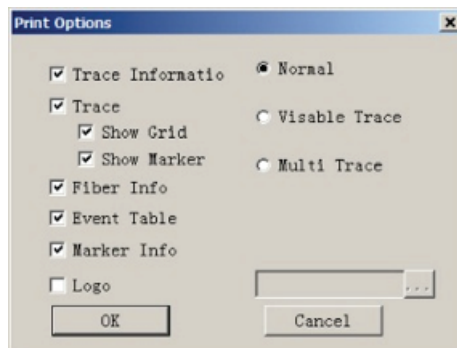 Print Options
Trace Informatio
Normal
Trace
Show Grid
Visable Trace
Show Marker
Multi Trace
Fiber Info
Event Table
Marker Info
Logo
...
OK
Cancel